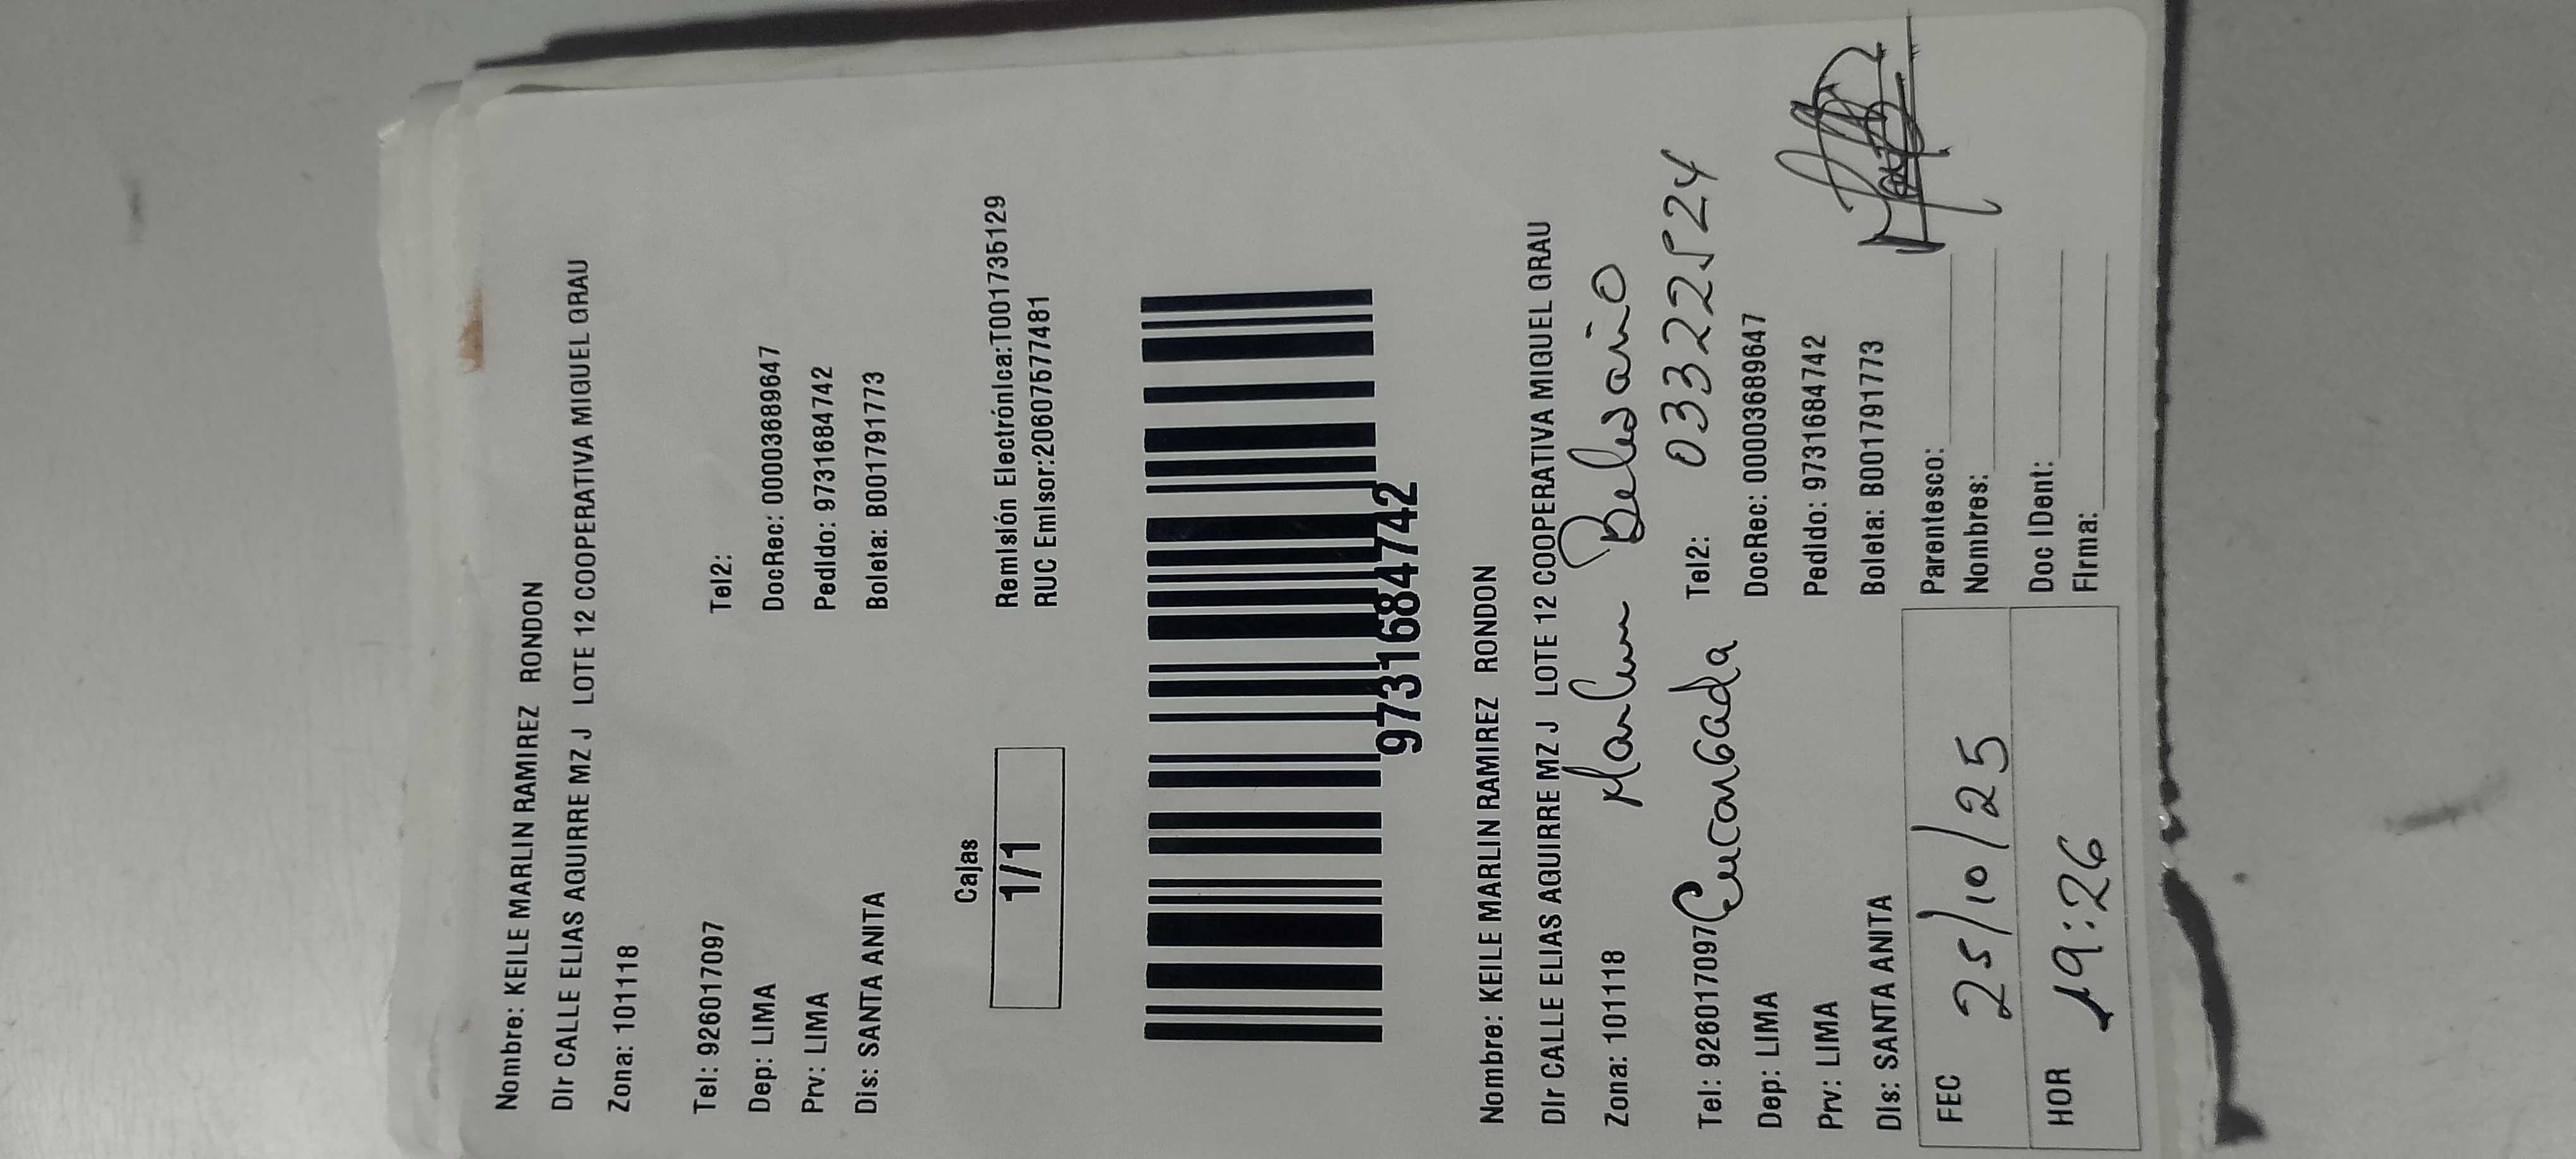 Nombre: KEILE MARLIN RAMIREZ RONDON
Dir CALLE ELIAS AGUIRRE MZ J LOTE 12 COOPERATIVA MIGUEL GRAU
Zona: 101118
Tel: 926017097 Tel2:
Dep: LIMA DocRec: 00003689647
Prv: LIMA Pedido: 97316847​42
Dis: SANTA ANITA Boleta: B001791773
Cajas
1/1
Remisión Electrónica:T001735129
RUC Emisor:20607577481
9731684742
Nombre: KEILE MARLIN RAMIREZ RONDON
Dir CALLE ELIAS AGUIRRE MZ J LOTE 12 COOPERATIVA MIGUEL GRAU
Zona: 101118
Tel: 926017097 Encargada Tel2: 03322524
Dep: LIMA DocRec: 00003689647
Prv: LIMA Pedido: 9731684742
Dis: SANTA ANITA Boleta: B001791773
FEC 25/10/25 Parentesco:
Nombres:
HOR 19:26 Doc IDent:
Firma: